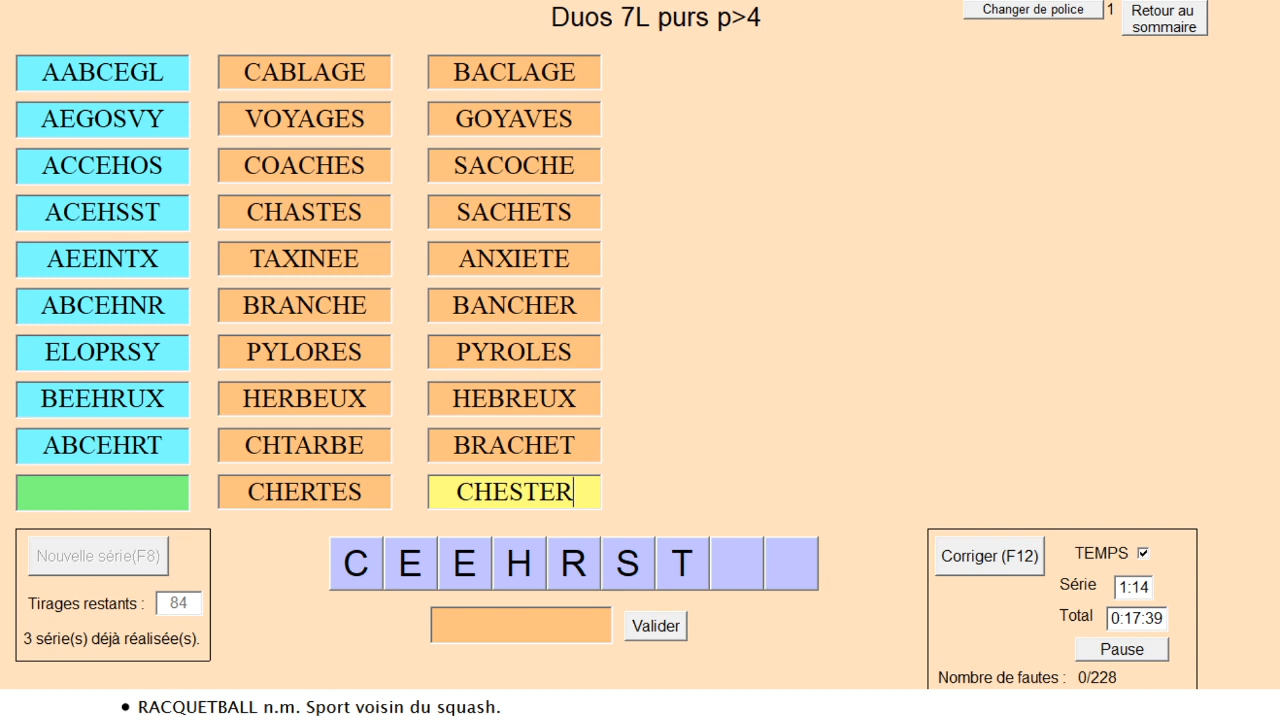 Duos 7L purs p>4
Changer de police 1
Retour au sommaire
AABCEGL CABLAGE BACLAGE
AEGOSVY VOYAGES GOYAVES
ACCEHOS COACHES SACOCHE
ACEHSST CHASTES SACHETS
AEEINTX TAXINEE ANXIETE
ABCEHNR BRANCHE BANCHER
ELOPRSY PYLORES PYROLES
BEEHRUX HERBEUX HEBREUX
ABCEHRT CHTARBE BRACHET
CHERTES CHESTER
Nouvelle série(F8)
Tirages restants : 84
3 série(s) déjà réalisée(s).
C E E H R S T
Valider
Corriger (F12)
TEMPS
Série 1:14
Total 0:17:39
Pause
Nombre de fautes : 0/228
• RACQUETBALL n.m. Sport voisin du squash.